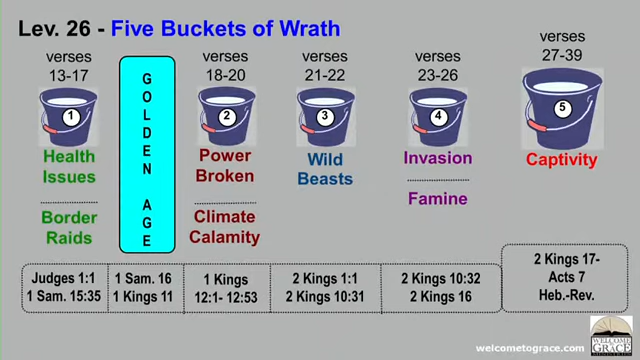 Lev. 26 - Five Buckets of Wrath
verses
13-17
1
Health
Issues
Border
Raids
G
O
L
D
E
N
A
G
E
verses
18-20
2
Power
Broken
Climate
Calamity
verses
21-22
3
Wild
Beasts
verses
23-26
4
Invasion
Famine
verses
27-39
5
Captivity
Judges 1:1
1 Sam. 15:35
1 Sam. 16
1 Kings 11
1 Kings
12:1- 12:53
2 Kings 1:1
2 Kings 10:31
2 Kings 10:32
2 Kings 16
2 Kings 17-
Acts 7
Heb.-Rev.
welcometograce.com
WELCOME
GRACE